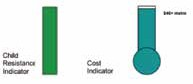 Child
Resistance
Indicator
Cost
Indicator